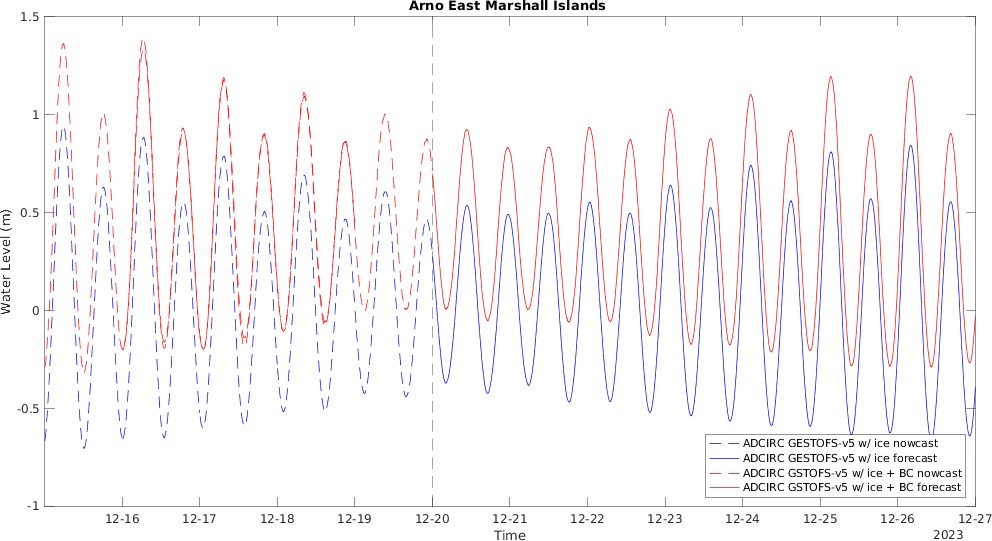 Arno East Marshall Islands
1.5
1
0.5
0
-0.5
-1
Water Level (m)
12-16
12-17
12-18
12-19
12-20
12-21
12-22
12-23
12-24
12-25
12-26
12-27
Time
2023
ADCIRC GESTOFS-v5 w/ ice nowcast
ADCIRC GESTOFS-v5 w/ ice forecast
ADCIRC GSTOFS-v5 w/ ice + BC nowcast
ADCIRC GSTOFS-v5 w/ ice + BC forecast